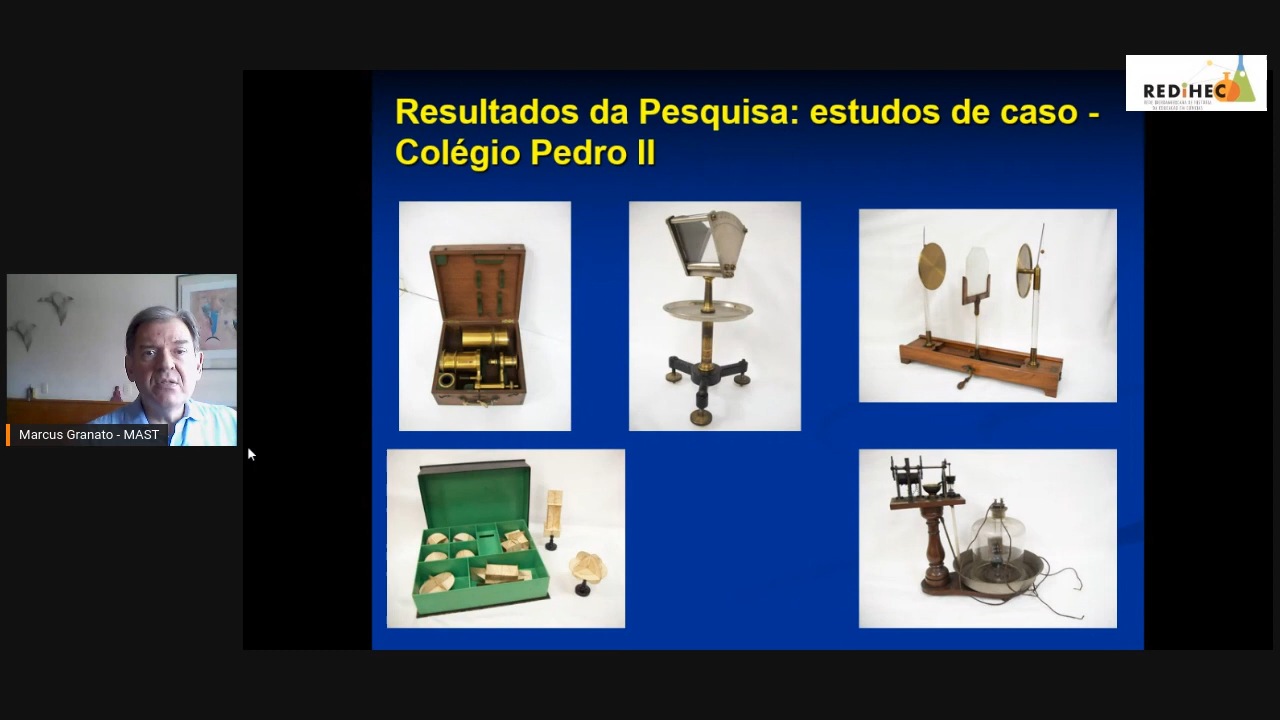 Resultados da Pesquisa: estudos de caso -
Colégio Pedro II
REDiHEC
Marcus Granato - MAST